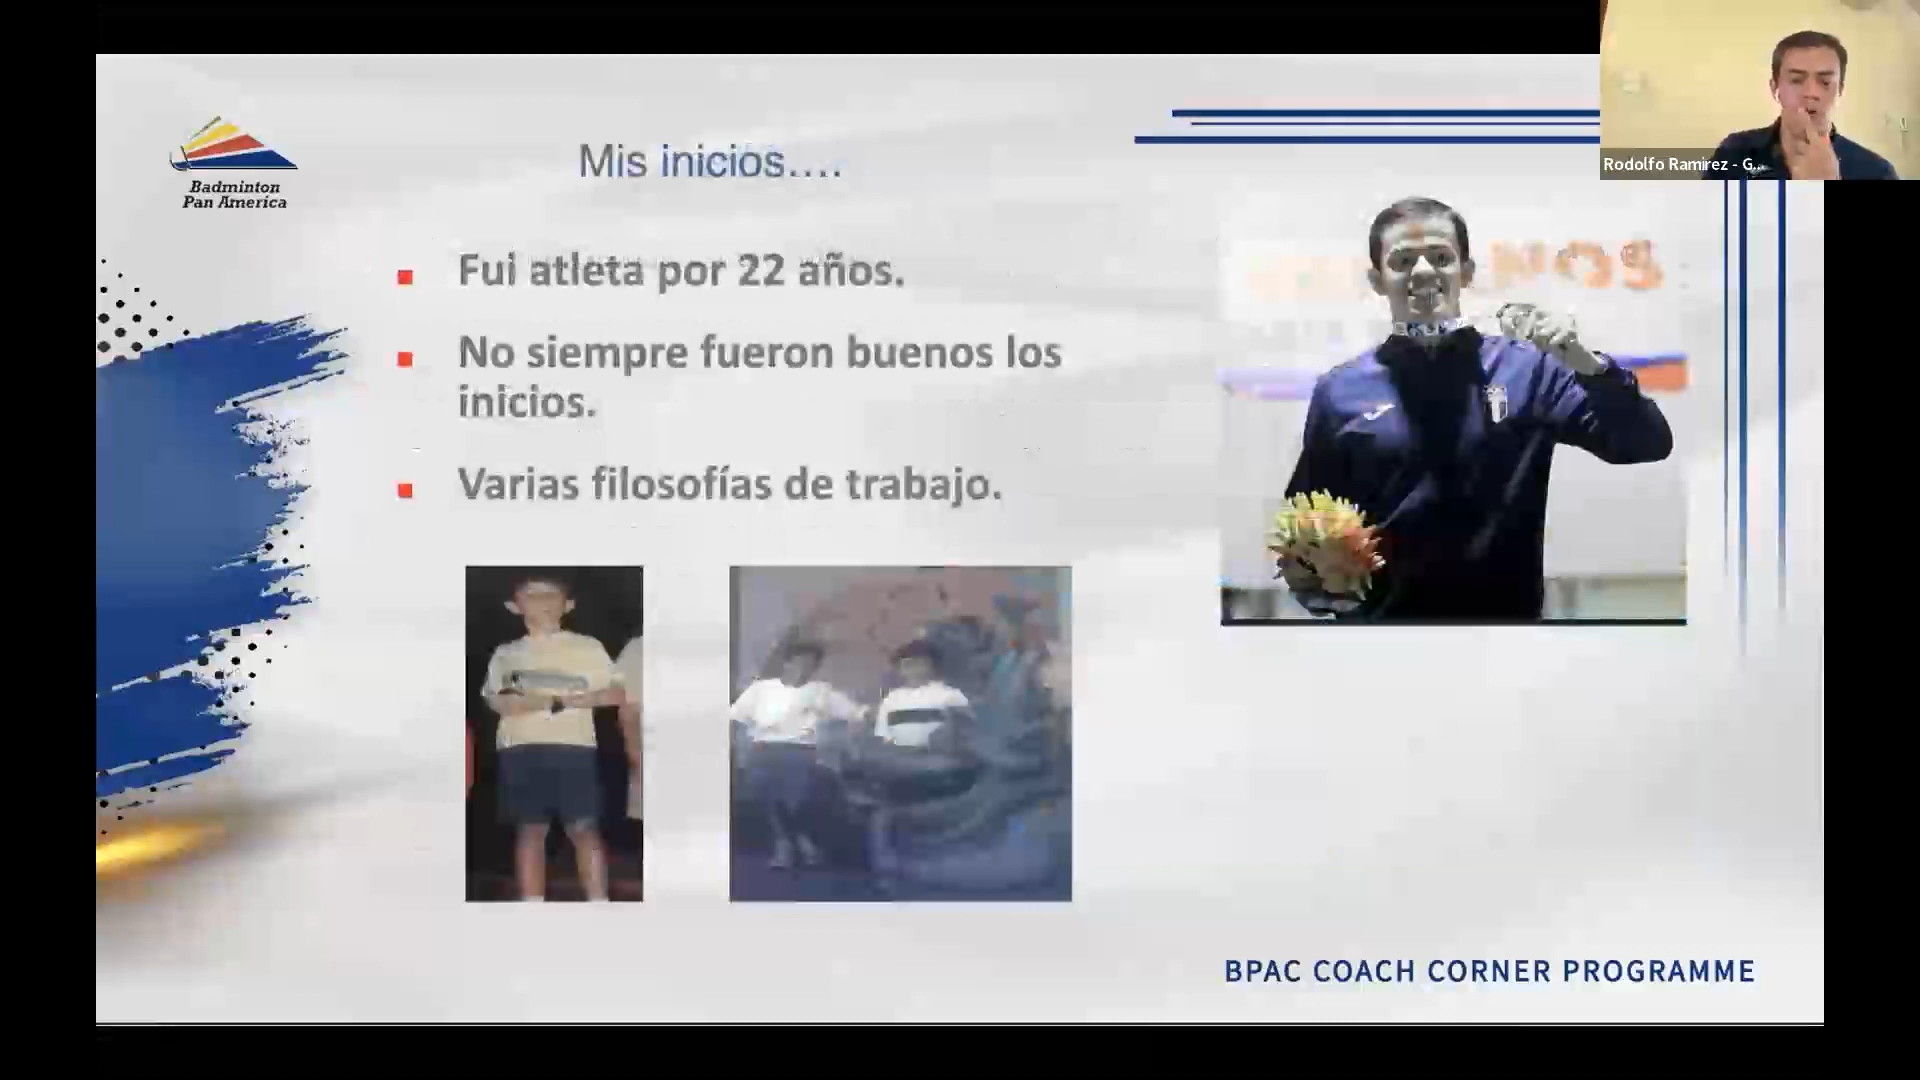 Rodolfo Ramirez - G...
Badminton
Pan America
Mis inicios....
Fui atleta por 22 años.
No siempre fueron buenos los
inicios.
Varias filosofías de trabajo.
BPAC COACH CORNER PROGRAMME